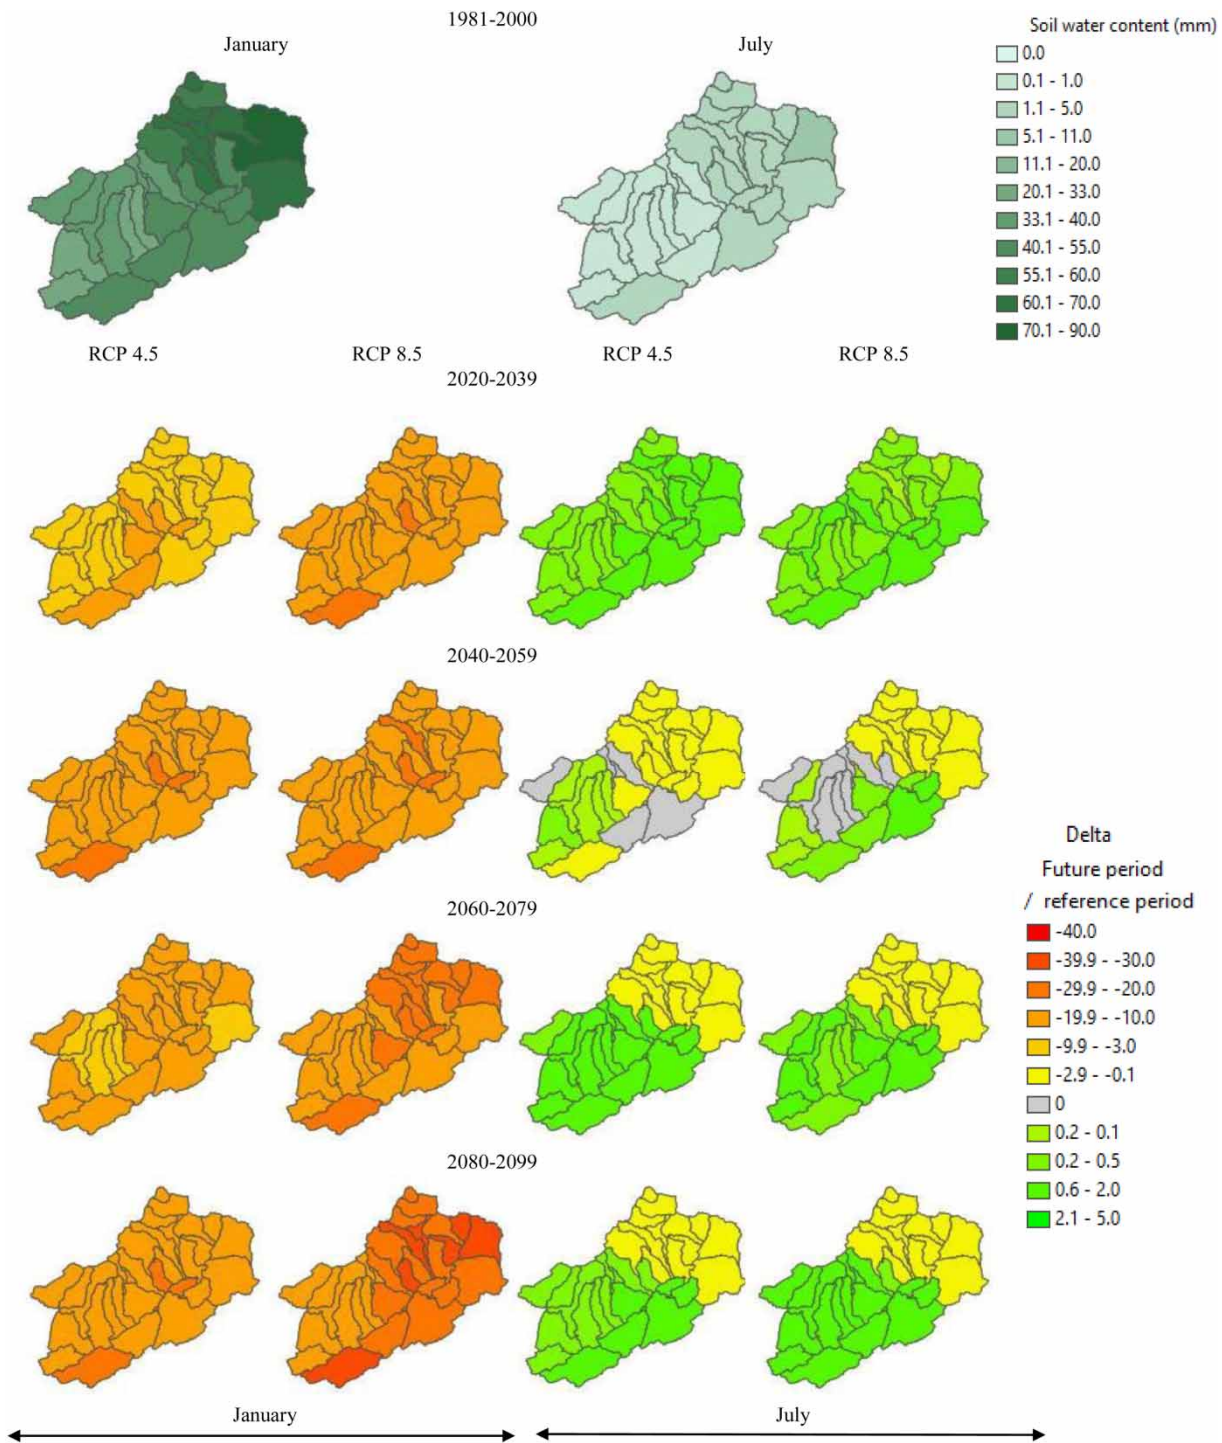 1981-2000
January
July
Soil water content (mm)
0.0
0.1 - 1.0
1.1 - 5.0
5.1 - 11.0
11.1 - 20.0
20.1 - 33.0
33.1 - 40.0
40.1 - 55.0
55.1 - 60.0
60.1 - 70.0
70.1 - 90.0
RCP 4.5
RCP 8.5
RCP 4.5
RCP 8.5
2020-2039
2040-2059
2060-2079
2080-2099
Delta
Future period
/ reference period
-40.0
-39.9 - -30.0
-29.9 - -20.0
-19.9 - -10.0
-9.9 - -3.0
-2.9 - -0.1
0
0.2 - 0.1
0.2 - 0.5
0.6 - 2.0
2.1 - 5.0
January
July